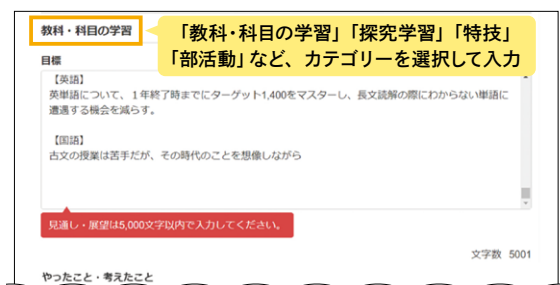 教科・科目の学習
「教科・科目の学習」「探究学習」「特技」
「部活動」など、カテゴリーを選択して入力
目標
【英語】
英単語について、１年終了時までにターゲット1,400をマスターし、長文読解の際にわからない単語に
遭遇する機会を減らす。
【国語】
古文の授業は苦手だが、その時代のことを想像しながら
見通し・展望は5,000文字以内で入力してください。
文字数 5001
やったこと・考えたこと